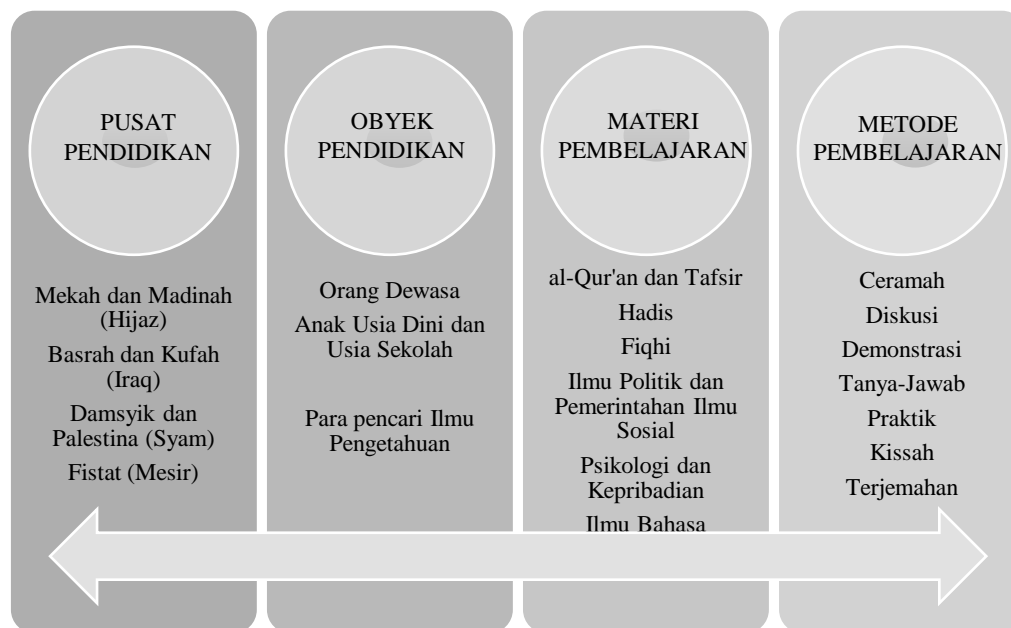 PUSAT
PENDIDIKAN
Mekah dan Madinah
(Hijaz)
Basrah dan Kufah
(Iraq)
Damsyik dan
Palestina (Syam)
Fistat (Mesir)
OBYEK
PENDIDIKAN
Orang Dewasa
Anak Usia Dini dan
Usia Sekolah
Para pencari Ilmu
Pengetahuan
MATERI
PEMBELAJARAN
al-Qur'an dan Tafsir
Hadis
Fiqhi
Ilmu Politik dan
Pemerintahan Ilmu
Sosial
Psikologi dan
Kepribadian
Ilmu Bahasa
METODE
PEMBELAJARAN
Ceramah
Diskusi
Demonstrasi
Tanya-Jawab
Praktik
Kissah
Terjemahan